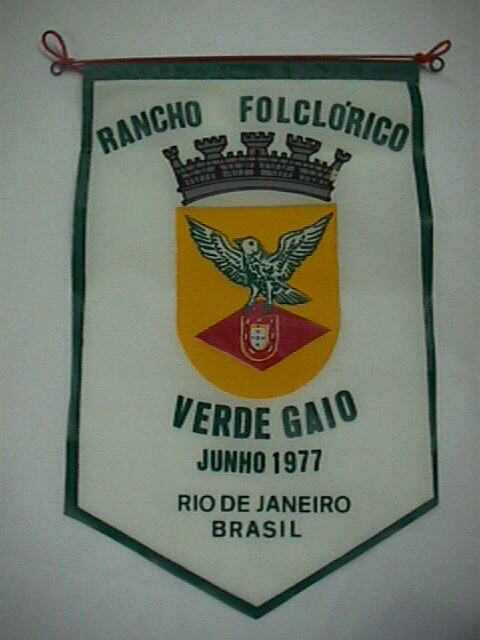 RANCHO FOLCLÓRICO
VERDE GAIO
JUNHO 1977
RIO DE JANEIRO
BRASIL